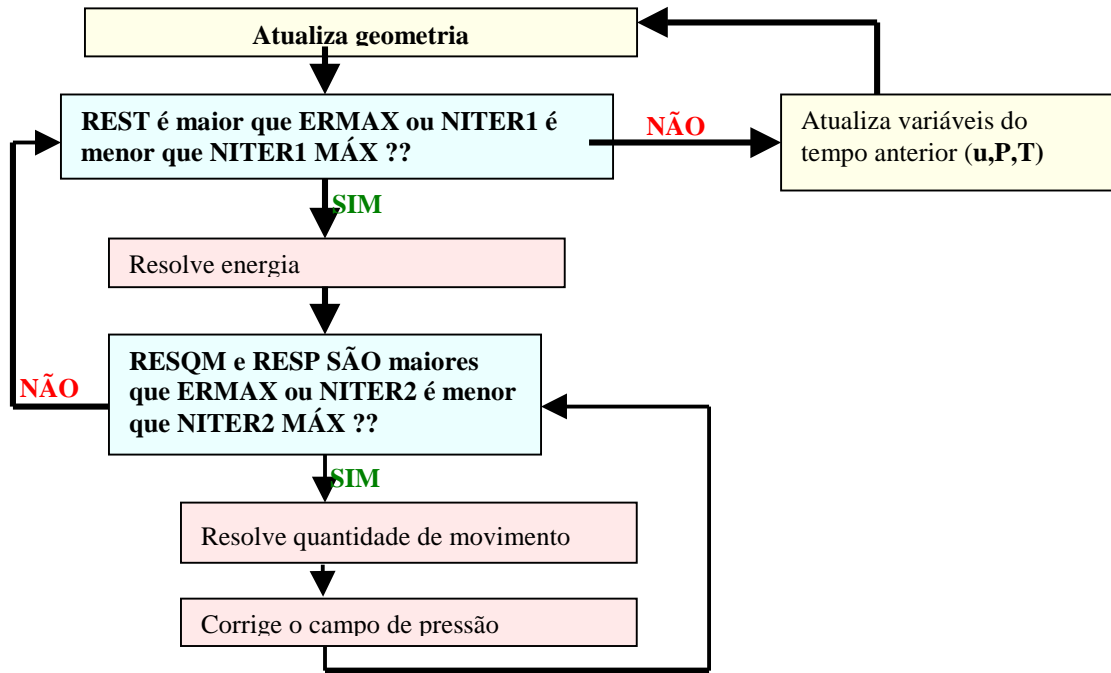 Atualiza geometria
REST é maior que ERMAX ou NITER1 é
menor que NITER1 MÁX ??
NÃO
Atualiza variáveis do
tempo anterior (u,P,T)
SIM
Resolve energia
RESQM e RESP SÃO maiores
que ERMAX ou NITER2 é menor
que NITER2 MÁX ??
NÃO
SIM
Resolve quantidade de movimento
Corrige o campo de pressão